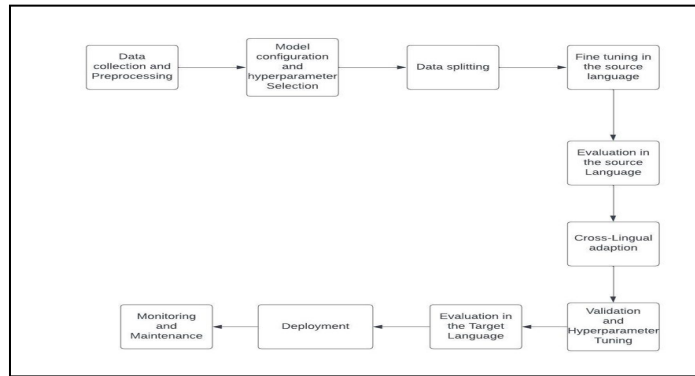 Data
collection and
Preprocessing
Model
configuration
and
hyperparameter
Selection
Data splitting
Fine tuning in
the source
language
Evaluation in
the source
Language
Cross-Lingual
adaption
Validation
and
Hyperparameter
Tuning
Evaluation in
the Target
Language
Deployment
Monitoring
and
Maintenance